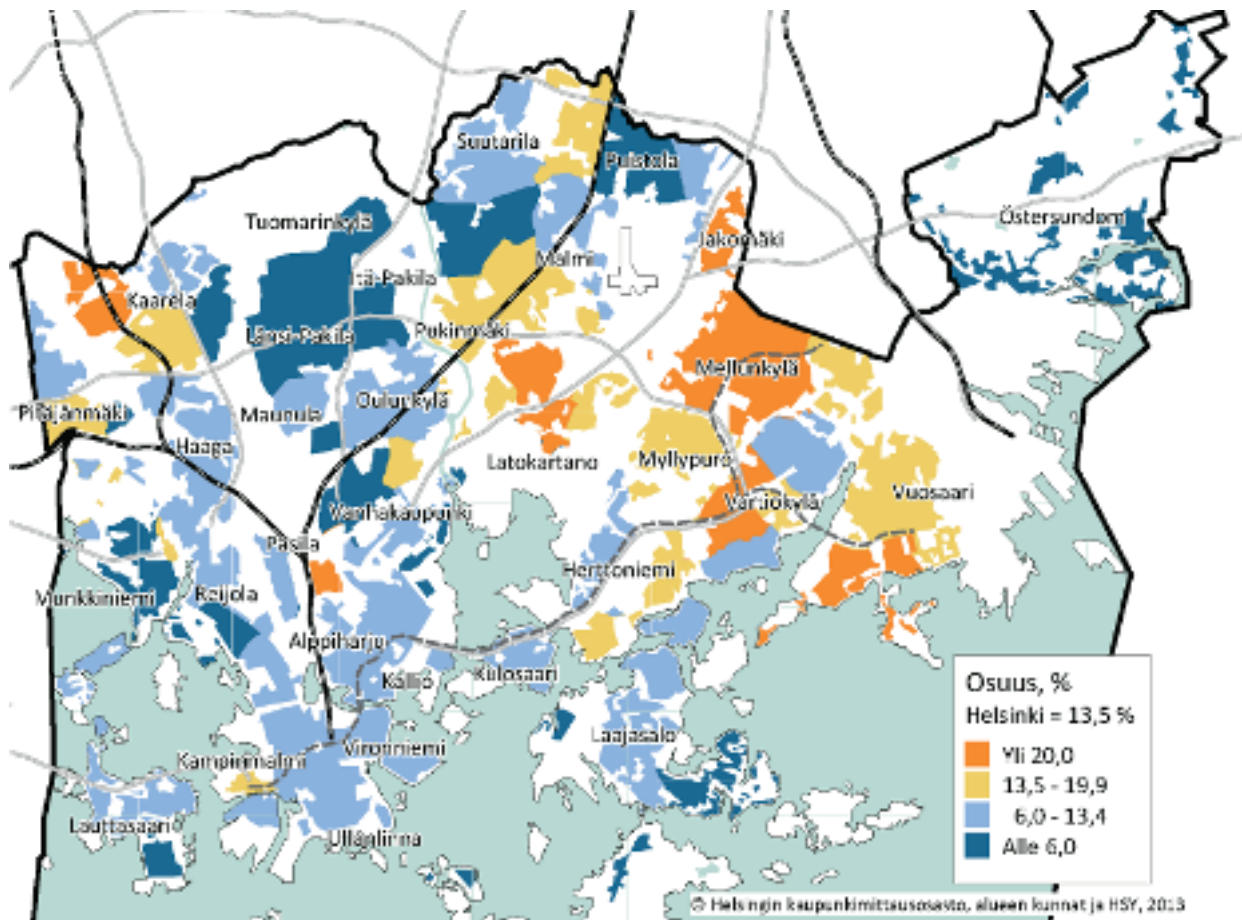 Suutarila
Puistola
Tuomarinkylä
Östersundom
Jakomäki
Malmi
Itä-Pakila
Kaarela
Länsi-Pakila
Pukinmäki
Mellunkylä
Pitäjänmäki
Maunula
Oulunkylä
Haaga
Latokartano
Myllypuro
Vartiokylä
Vuosaari
Vanhakaupunki
Pasila
Herttoniemi
Munkkiniemi
Reijola
Alppiharju
Kallio
Kulosaari
Laajasalo
Vironniemi
Kampinmalmi
Lauttasaari
Ullanlinna
Osuus, %
Helsinki = 13,5 %
Yli 20,0
13,5 - 19,9
6,0 - 13,4
Alle 6,0
© Helsingin kaupunkimittausosasto, alueen kunnat ja HSY, 2013